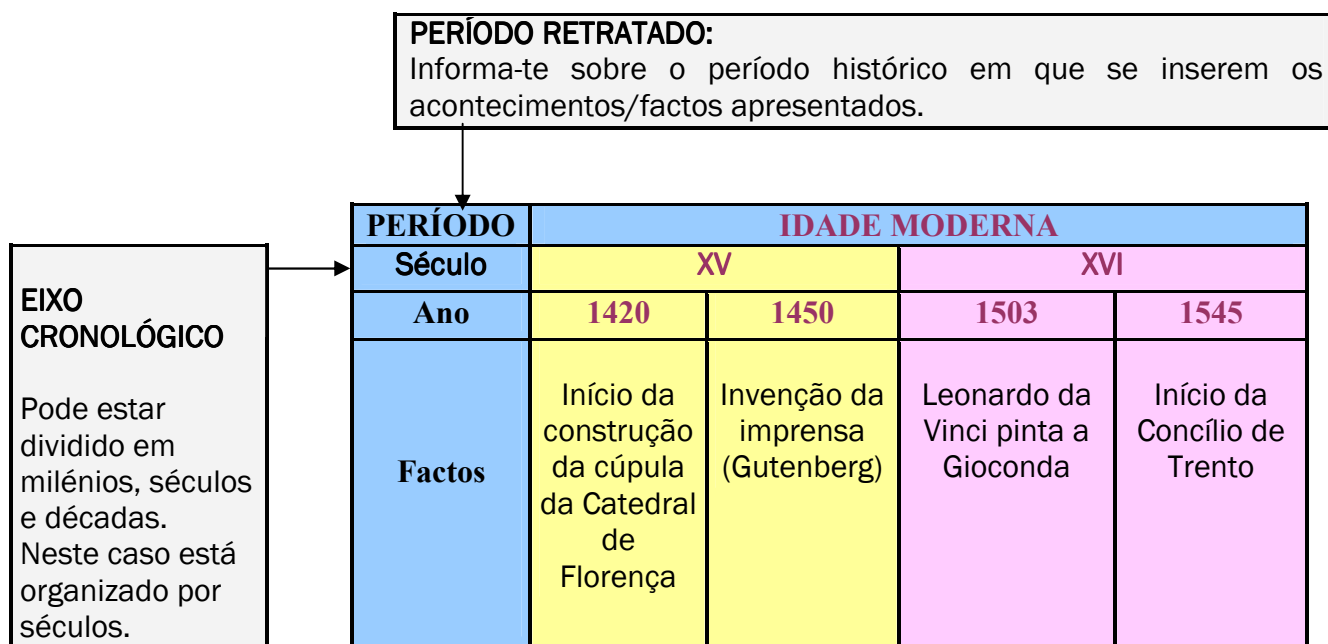 PERÍODO RETRATADO:
Informa-te sobre o período histórico em que se inserem os
acontecimentos/factos apresentados.
EIXO
CRONOLÓGICO
Pode estar
dividido em
milénios, séculos
e décadas.
Neste caso está
organizado por
séculos.
PERÍODO IDADE MODERNA
Século XV XVI
Ano 1420 1450 1503 1545
Factos
Início da
construção
da cúpula
da Catedral
de
Florença
Invenção da
imprensa
(Gutenberg)
Leonardo da
Vinci pinta a
Gioconda
Início da
Concílio de
Trento